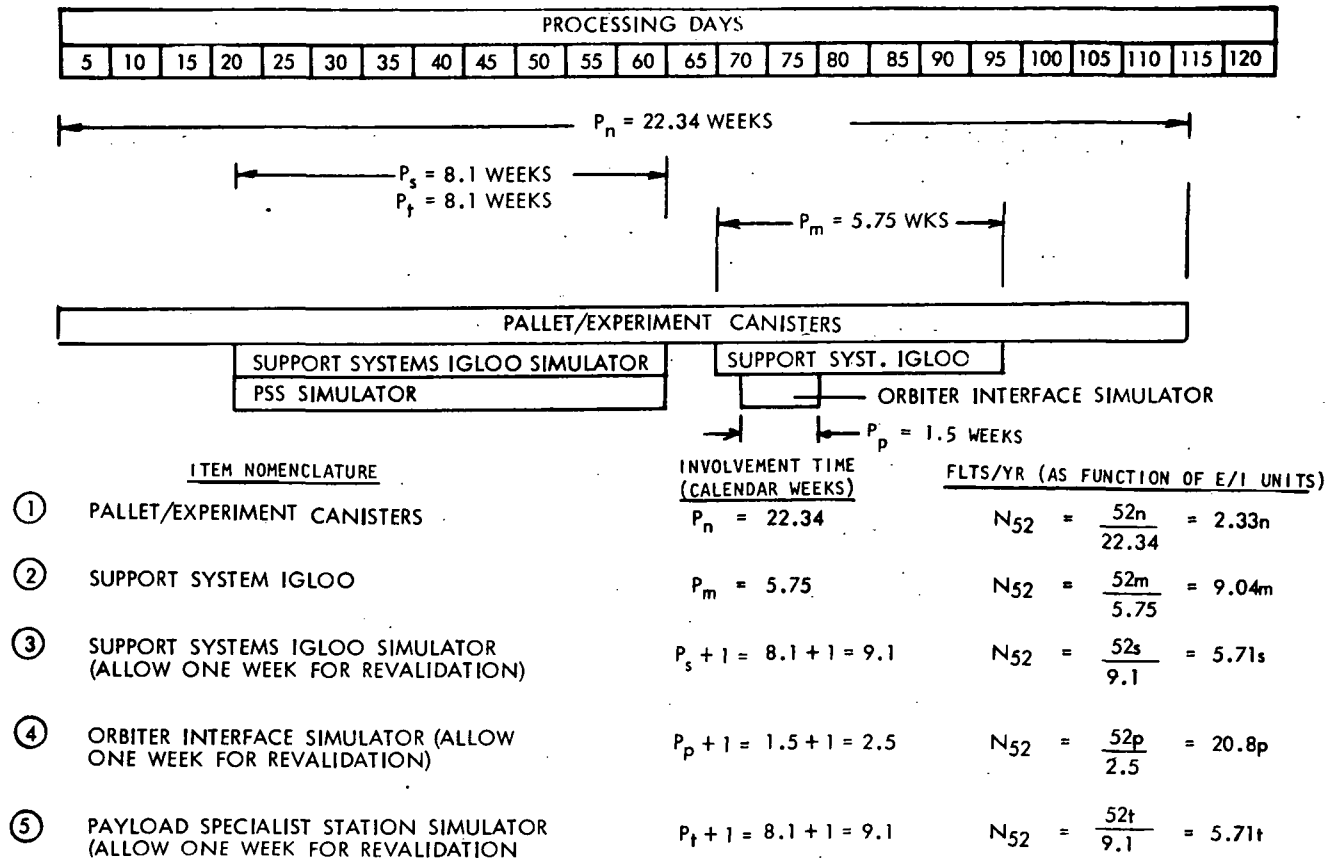 PROCESSING DAYS
5 10 15 20 25 30 35 40 45 50 55 60 65 70 75 80 85 90 95 100 105 110 115 120
Pn = 22.34 WEEKS
Ps = 8.1 WEEKS
Pt = 8.1 WEEKS
Pm = 5.75 WKS
PALLET/EXPERIMENT CANISTERS
SUPPORT SYSTEMS IGLOO SIMULATOR
SUPPORT SYST. IGLOO
PSS SIMULATOR
ORBITER INTERFACE SIMULATOR
Pp = 1.5 WEEKS
ITEM NOMENCLATURE
INVOLVEMENT TIME
(CALENDAR WEEKS)
FLTS/YR (AS FUNCTION OF E/I UNITS)
1 PALLET/EXPERIMENT CANISTERS Pn = 22.34 N52 = 52n/22.34 = 2.33n
2 SUPPORT SYSTEM IGLOO Pm = 5.75 N52 = 52m/5.75 = 9.04m
3 SUPPORT SYSTEMS IGLOO SIMULATOR Ps + 1 = 8.1 + 1 = 9.1 N52 = 52s/9.1 = 5.71s
(ALLOW ONE WEEK FOR REVALIDATION)
4 ORBITER INTERFACE SIMULATOR (ALLOW Pp + 1 = 1.5 + 1 = 2.5 N52 = 52p/2.5 = 20.8p
ONE WEEK FOR REVALIDATION)
5 PAYLOAD SPECIALIST STATION SIMULATOR Pt + 1 = 8.1 + 1 = 9.1 N52 = 52t/9.1 = 5.71t
(ALLOW ONE WEEK FOR REVALIDATION